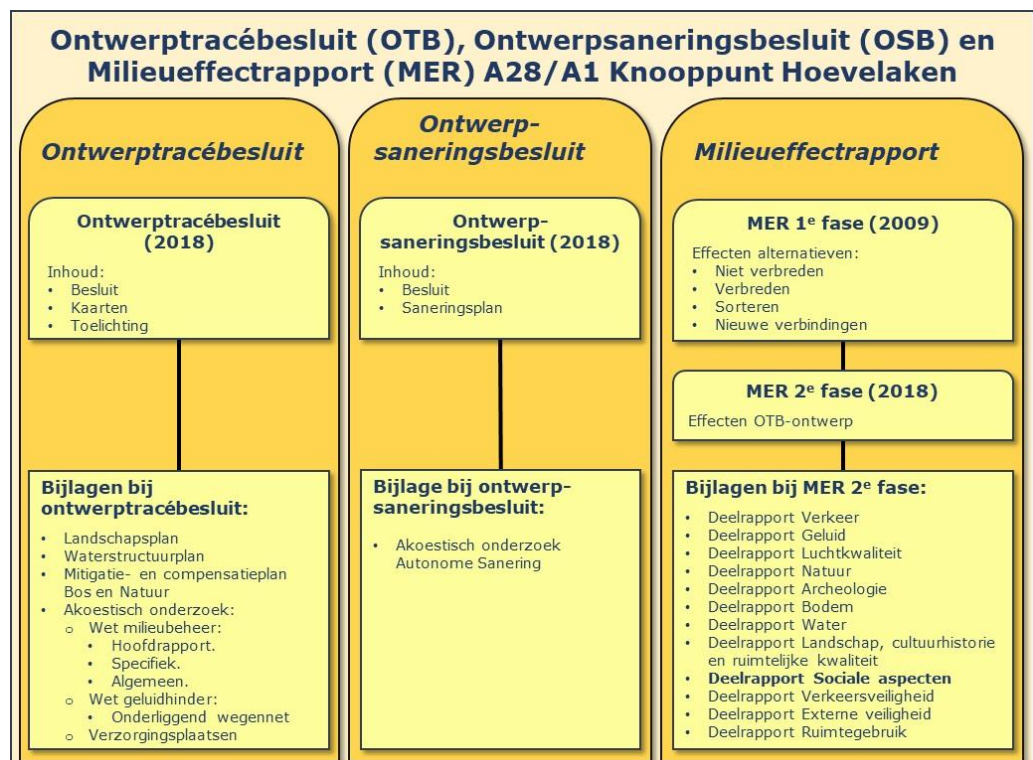 Ontwerptracébesluit (OTB), Ontwerpsaneringsbesluit (OSB) en
Milieueffectrapport (MER) A28/A1 Knooppunt Hoevelaken
Ontwerptracébesluit
Ontwerptracébesluit
(2018)
Inhoud:
• Besluit
• Kaarten
• Toelichting
Bijlagen bij
ontwerptracébesluit:
• Landschapsplan
• Waterstructuurplan
• Mitigatie- en compensatieplan
Bos en Natuur
• Akoestisch onderzoek:
o Wet milieubeheer:
• Hoofdrapport.
• Specifiek.
• Algemeen.
o Wet geluidhinder:
• Onderliggend wegennet
o Verzorgingsplaatsen
Ontwerp-
saneringsbesluit
Ontwerp-
saneringsbesluit (2018)
Inhoud:
• Besluit
• Saneringsplan
Bijlage bij ontwerp-
saneringsbesluit:
• Akoestisch onderzoek
Autonome Sanering
Milieueffectrapport
MER 1e fase (2009)
Effecten alternatieven:
• Niet verbreden
• Verbreden
• Sorteren
• Nieuwe verbindingen
MER 2e fase (2018)
Effecten OTB-ontwerp
Bijlagen bij MER 2e fase:
• Deelrapport Verkeer
• Deelrapport Geluid
• Deelrapport Luchtkwaliteit
• Deelrapport Natuur
• Deelrapport Archeologie
• Deelrapport Bodem
• Deelrapport Water
• Deelrapport Landschap, cultuurhistorie
en ruimtelijke kwaliteit
• Deelrapport Sociale aspecten
• Deelrapport Verkeersveiligheid
• Deelrapport Externe veiligheid
• Deelrapport Ruimtegebruik